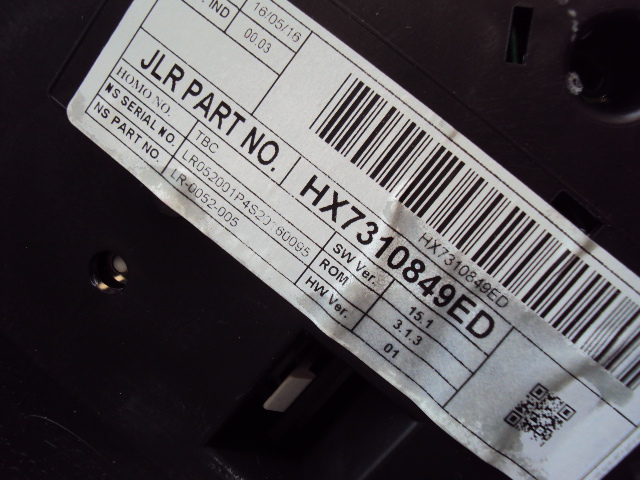 IND
16/05/16
00.03
JLR PART NO. HX7310849ED
HX7310849ED
HOMO NO. TBC
NS SERIAL NO.
NS PART NO. LR-0052-005
SW Ver. 15.1
ROM 3.1.3
HW Ver. 01